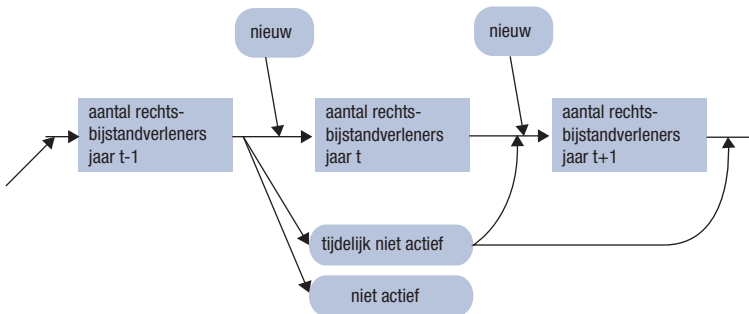 nieuw
nieuw
aantal rechts-
bijstandverleners
jaar t-1
aantal rechts-
bijstandverleners
jaar t
aantal rechts-
bijstandverleners
jaar t+1
tijdelijk niet actief
niet actief